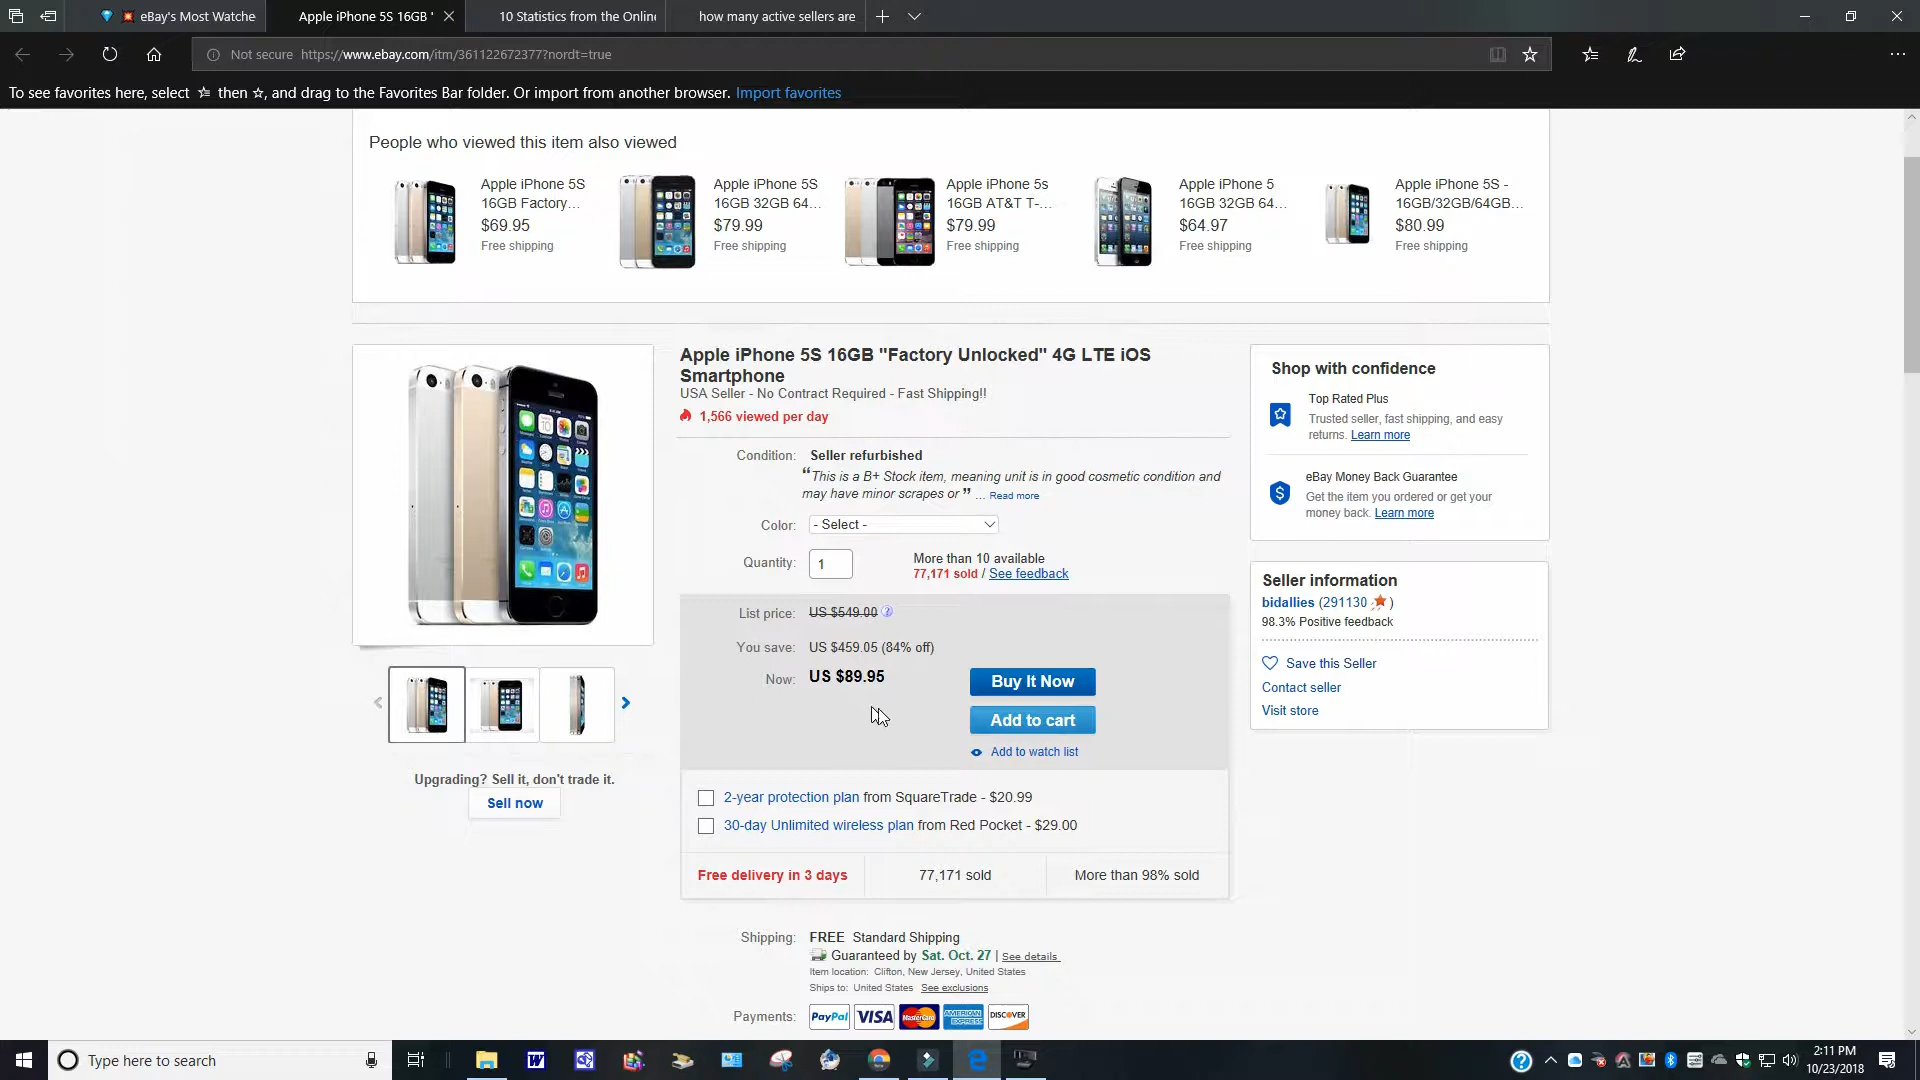 eBay's Most Watche
Apple iPhone 5S 16GB '
10 Statistics from the Onlin
how many active sellers are
Not secure https://www.ebay.com/itm/361122672377?nordt=true
To see favorites here, select then , and drag to the Favorites Bar folder. Or import from another browser. Import favorites
People who viewed this item also viewed
Apple iPhone 5S
16GB Factory...
$69.95
Free shipping
Apple iPhone 5S
16GB 32GB 64...
$79.99
Free shipping
Apple iPhone 5s
16GB AT&T T-...
$79.99
Free shipping
Apple iPhone 5
16GB 32GB 64...
$64.97
Free shipping
Apple iPhone 5S -
16GB/32GB/64GB...
$80.99
Free shipping
Apple iPhone 5S 16GB "Factory Unlocked" 4G LTE iOS
Smartphone
USA Seller - No Contract Required - Fast Shipping!!
1,566 viewed per day
Condition: Seller refurbished
“This is a B+ Stock item, meaning unit is in good cosmetic condition and
may have minor scrapes or ” ... Read more
Color: - Select -
Quantity: 1
More than 10 available
77,171 sold / See feedback
List price: US $549.00 ?
You save: US $459.05 (84% off)
Now: US $89.95
Buy It Now
Add to cart
Add to watch list
2-year protection plan from SquareTrade - $20.99
30-day Unlimited wireless plan from Red Pocket - $29.00
Free delivery in 3 days 77,171 sold More than 98% sold
Shipping: FREE Standard Shipping
Guaranteed by Sat. Oct. 27 | See details
Item location: Clifton, New Jersey, United States
Ships to: United States See exclusions
Payments: PayPal VISA MasterCard AMERICAN EXPRESS DISCOVER
Upgrading? Sell it, don't trade it.
Sell now
Shop with confidence
Top Rated Plus
Trusted seller, fast shipping, and easy
returns. Learn more
eBay Money Back Guarantee
Get the item you ordered or get your
money back. Learn more
Seller information
bidallies (291130 )
98.3% Positive feedback
Save this Seller
Contact seller
Visit store
Type here to search
2:11 PM
10/23/2018